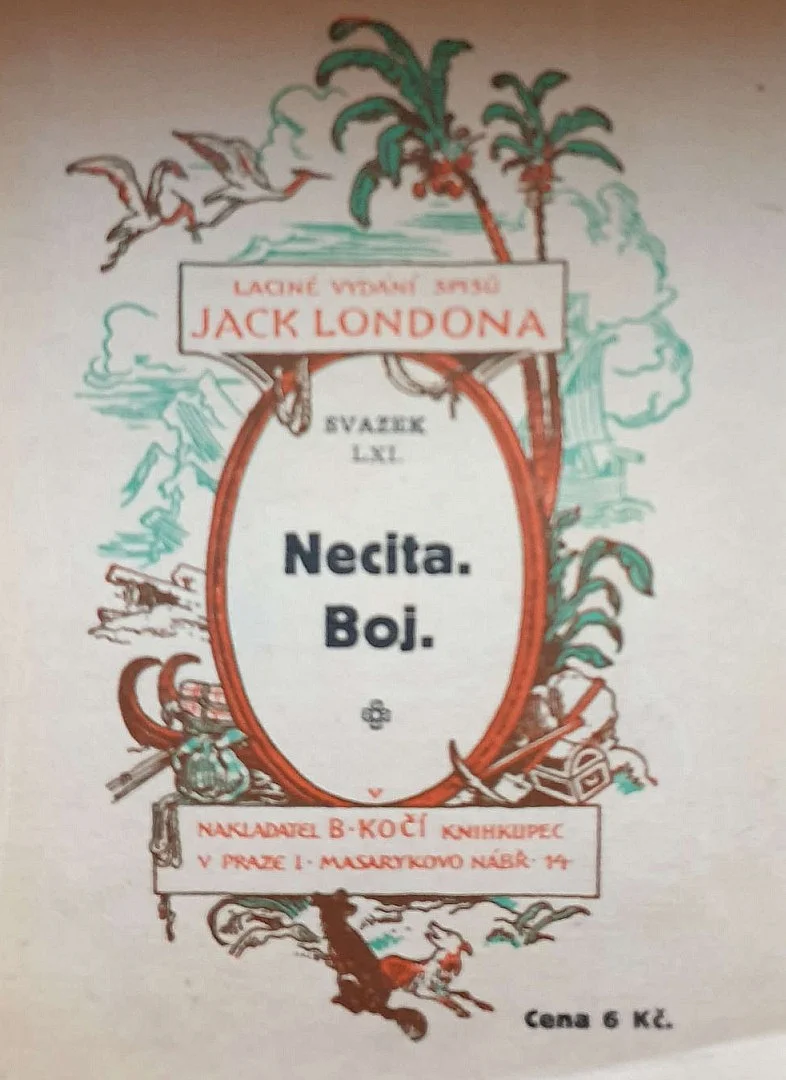 LACINÉ VYDÁNÍ SPISŮ
JACK LONDONA
SVAZEK
LXI.
Necita.
Boj.
NAKLADATEL B·KOČÍ KNIHKUPEC
V PRAZE I· MASARYKOVO NÁBŘ· 14
Cena 6 Kč.